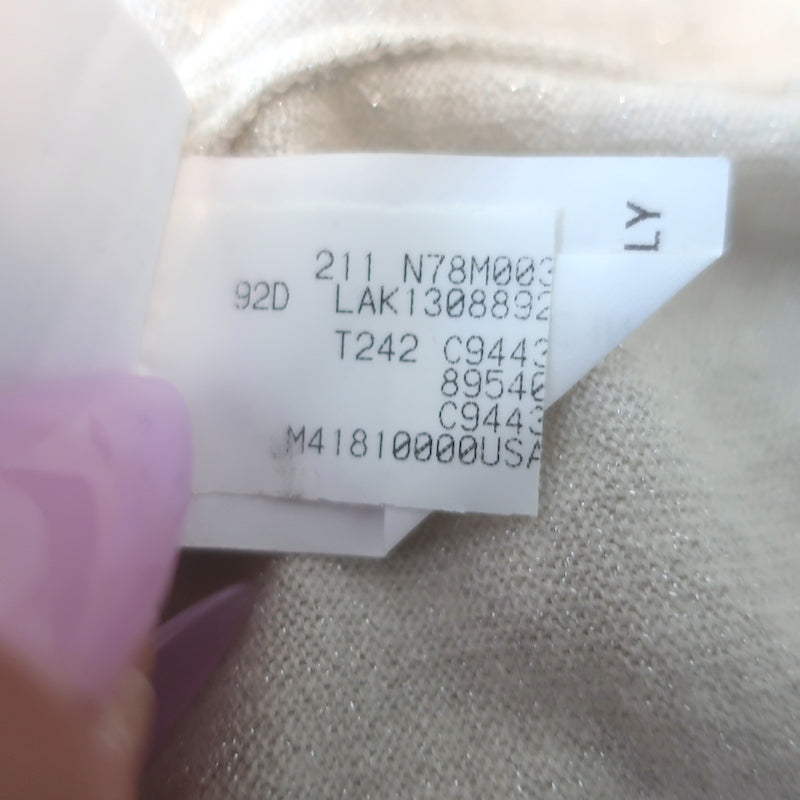 LY
211 N78M003
92D LAK1308892
T242 C9443
89540
C9443
M41810000USA